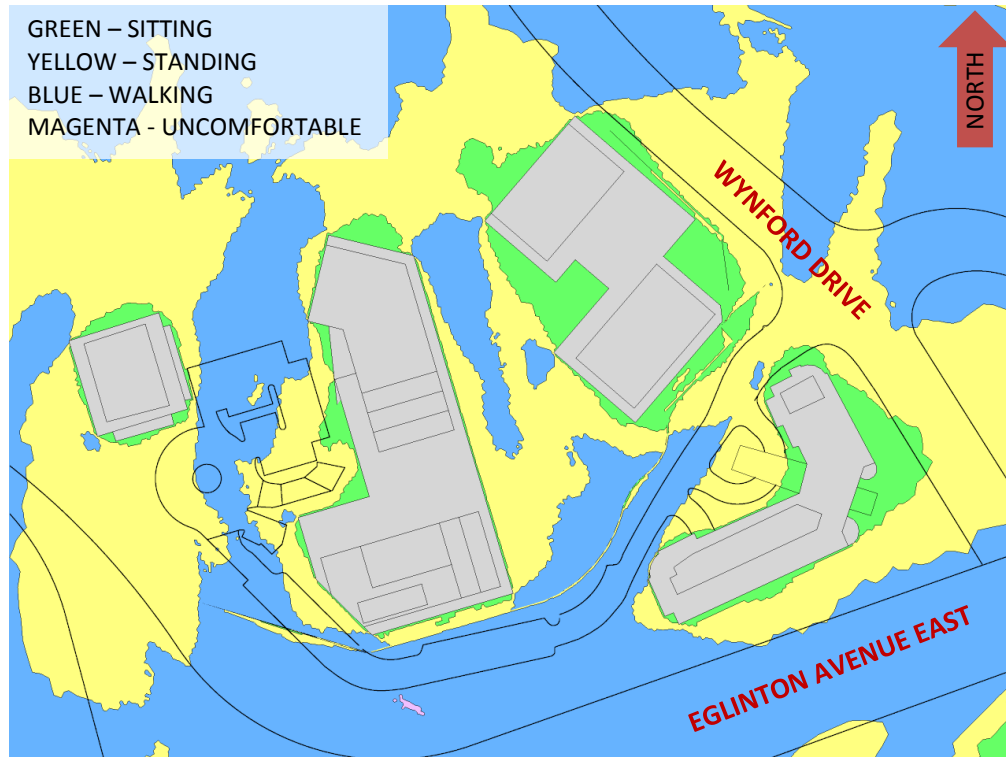 GREEN – SITTING
YELLOW – STANDING
BLUE – WALKING
MAGENTA - UNCOMFORTABLE
NORTH
WYNFORD DRIVE
EGLINTON AVENUE EAST